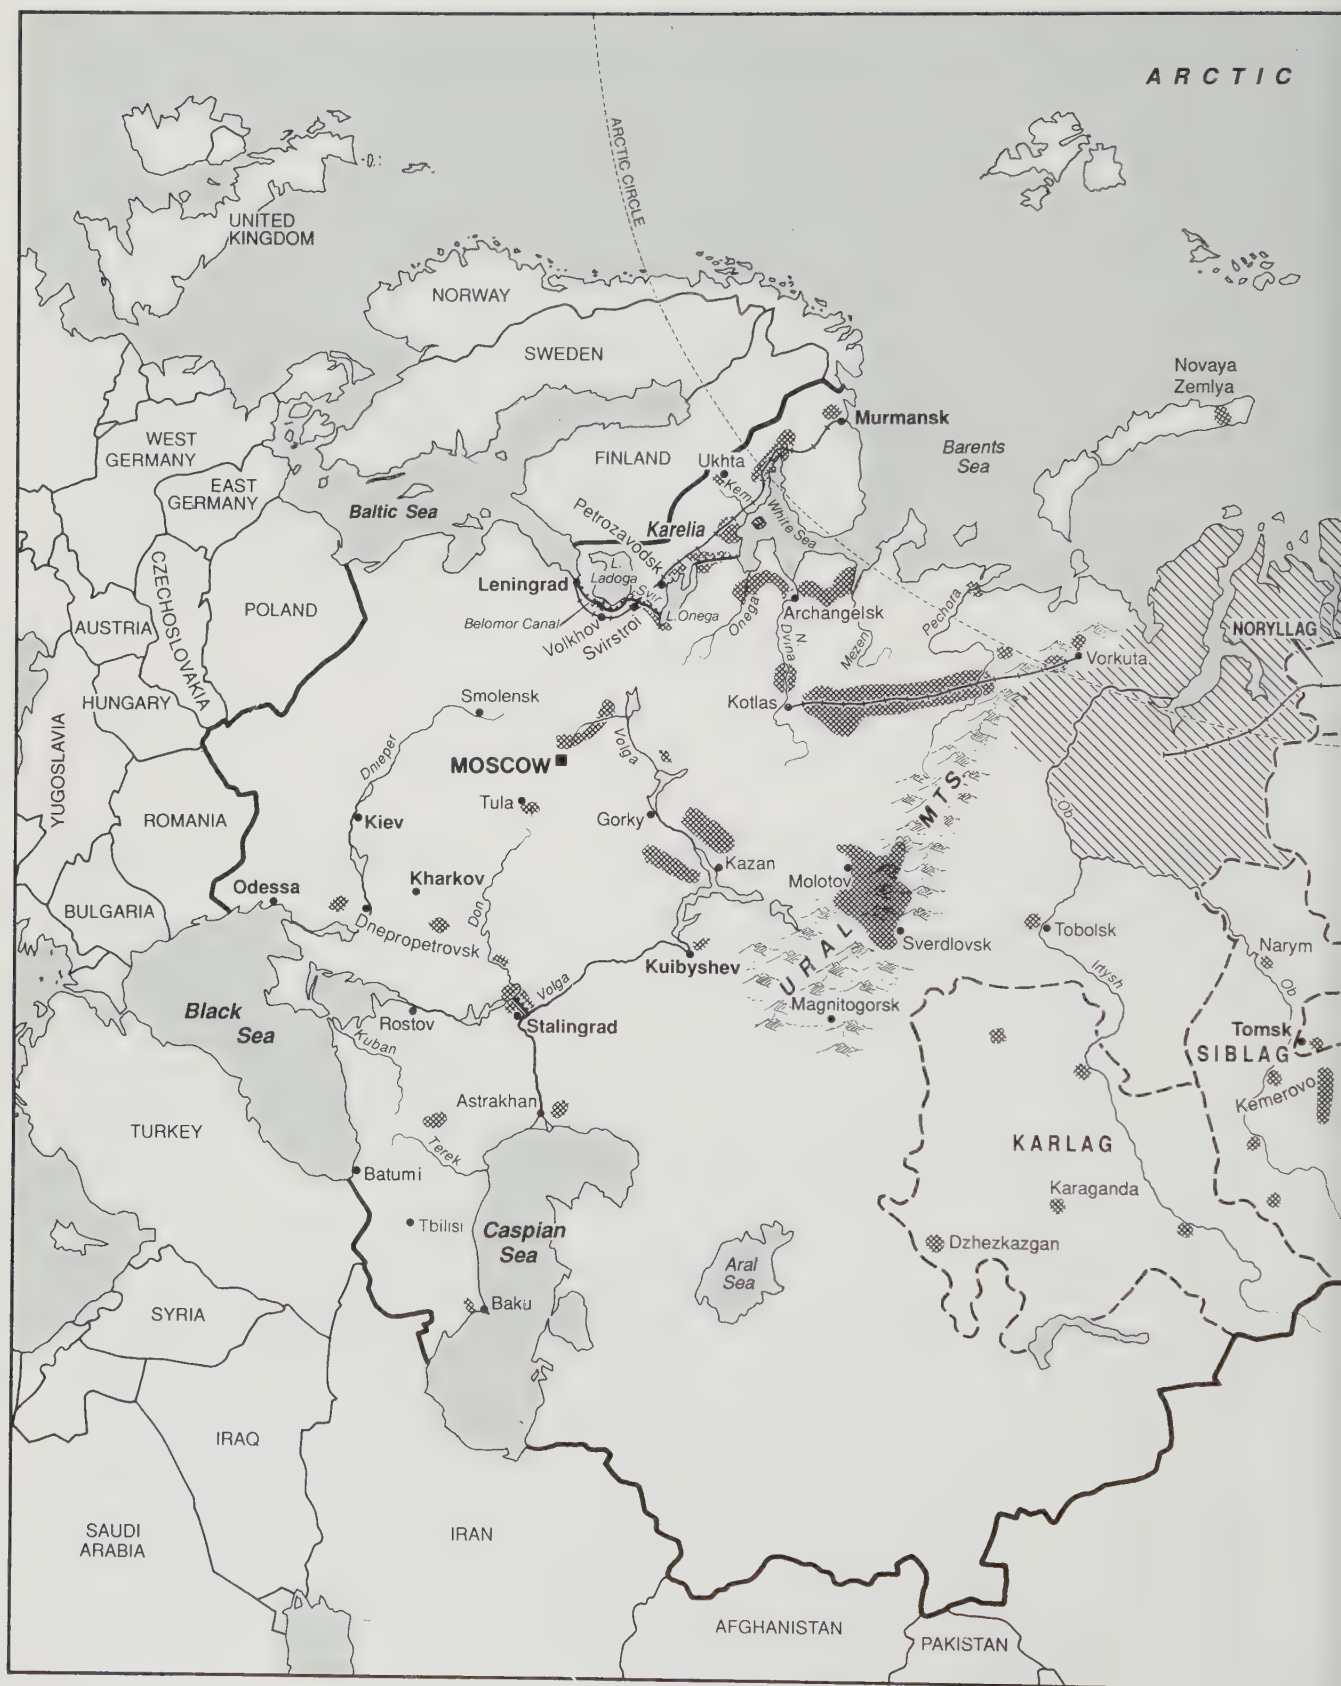 ARCTIC
ARCTIC CIRCLE
UNITED
KINGDOM
NORWAY
SWEDEN
Novaya
Zemlya
Murmansk
Barents
Sea
WEST
GERMANY
FINLAND
Ukhta
EAST
GERMANY
Kem
Baltic Sea
White Sea
Petrozavodsk
Karelia
CZECHOSLOVAKIA
L.
Ladoga
Leningrad
Svir
POLAND
Belomor Canal
Volkhov
Svirstroi
L.Onega
Onega
Archangelsk
N.
Dvina
Mezen
Pechora
NORYLLAG
AUSTRIA
Vorkuta
HUNGARY
Smolensk
Kotlas
YUGOSLAVIA
Dnieper
Volga
MOSCOW
URAL MTS
Ob
Tula
Gorky
ROMANIA
Kiev
Kazan
Molotov
Kharkov
Odessa
BULGARIA
Don
Dnepropetrovsk
Tobolsk
Sverdlovsk
Narym
Kuibyshev
Irtysh
Ob
Volga
Magnitogorsk
Black
Sea
Rostov
Stalingrad
Tomsk
SIBLAG
Kuban
Astrakhan
Kemerovo
TURKEY
Terek
KARLAG
Batumi
Karaganda
Tbilisi
Caspian
Sea
Dzhezkazgan
Aral
Sea
Baku
SYRIA
IRAQ
SAUDI
ARABIA
IRAN
AFGHANISTAN
PAKISTAN